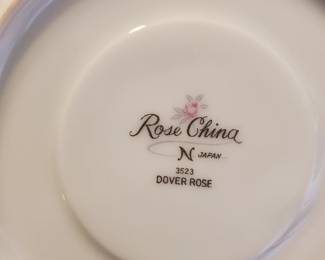 Rose China
N JAPAN
3523
DOVER ROSE